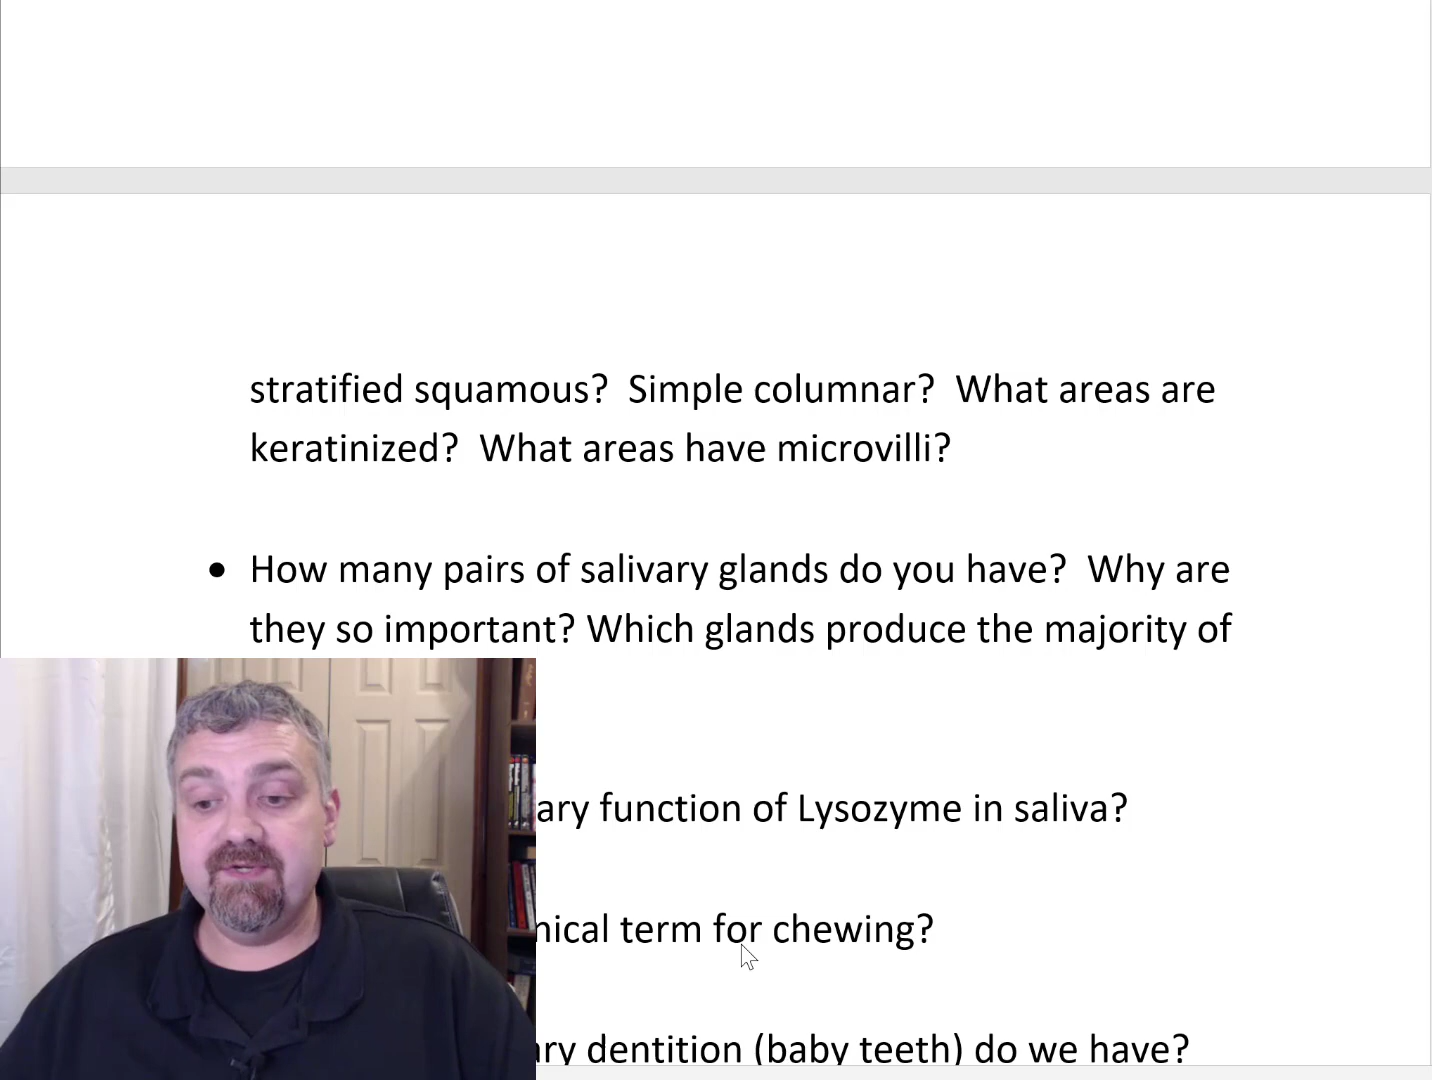 stratified squamous?  Simple columnar?  What areas are
keratinized?  What areas have microvilli?
• How many pairs of salivary glands do you have?  Why are
they so important? Which glands produce the majority of
ary function of Lysozyme in saliva?
nical term for chewing?
ary dentition (baby teeth) do we have?